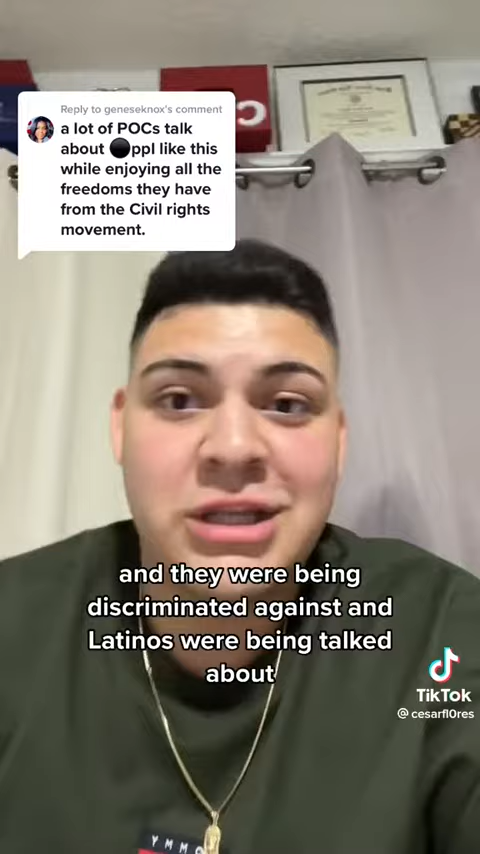 Reply to geneseknox's comment
a lot of POCs talk
about ⚫ppl like this
while enjoying all the
freedoms they have
from the Civil rights
movement.
and they were being
discriminated against and
Latinos were being talked
about
TikTok
@cesarfl0res